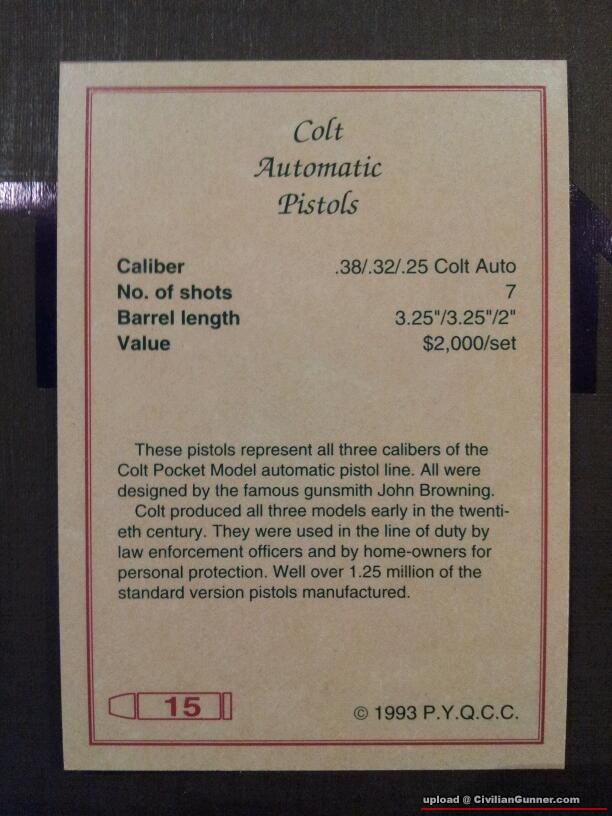 Colt
Automatic
Pistols
Caliber .38/.32/.25 Colt Auto
No. of shots 7
Barrel length 3.25"/3.25"/2"
Value $2,000/set
These pistols represent all three calibers of the
Colt Pocket Model automatic pistol line. All were
designed by the famous gunsmith John Browning.
Colt produced all three models early in the twenti-
eth century. They were used in the line of duty by
law enforcement officers and by home-owners for
personal protection. Well over 1.25 million of the
standard version pistols manufactured.
15
© 1993 P.Y.Q.C.C.
upload @ CivilianGunner.com